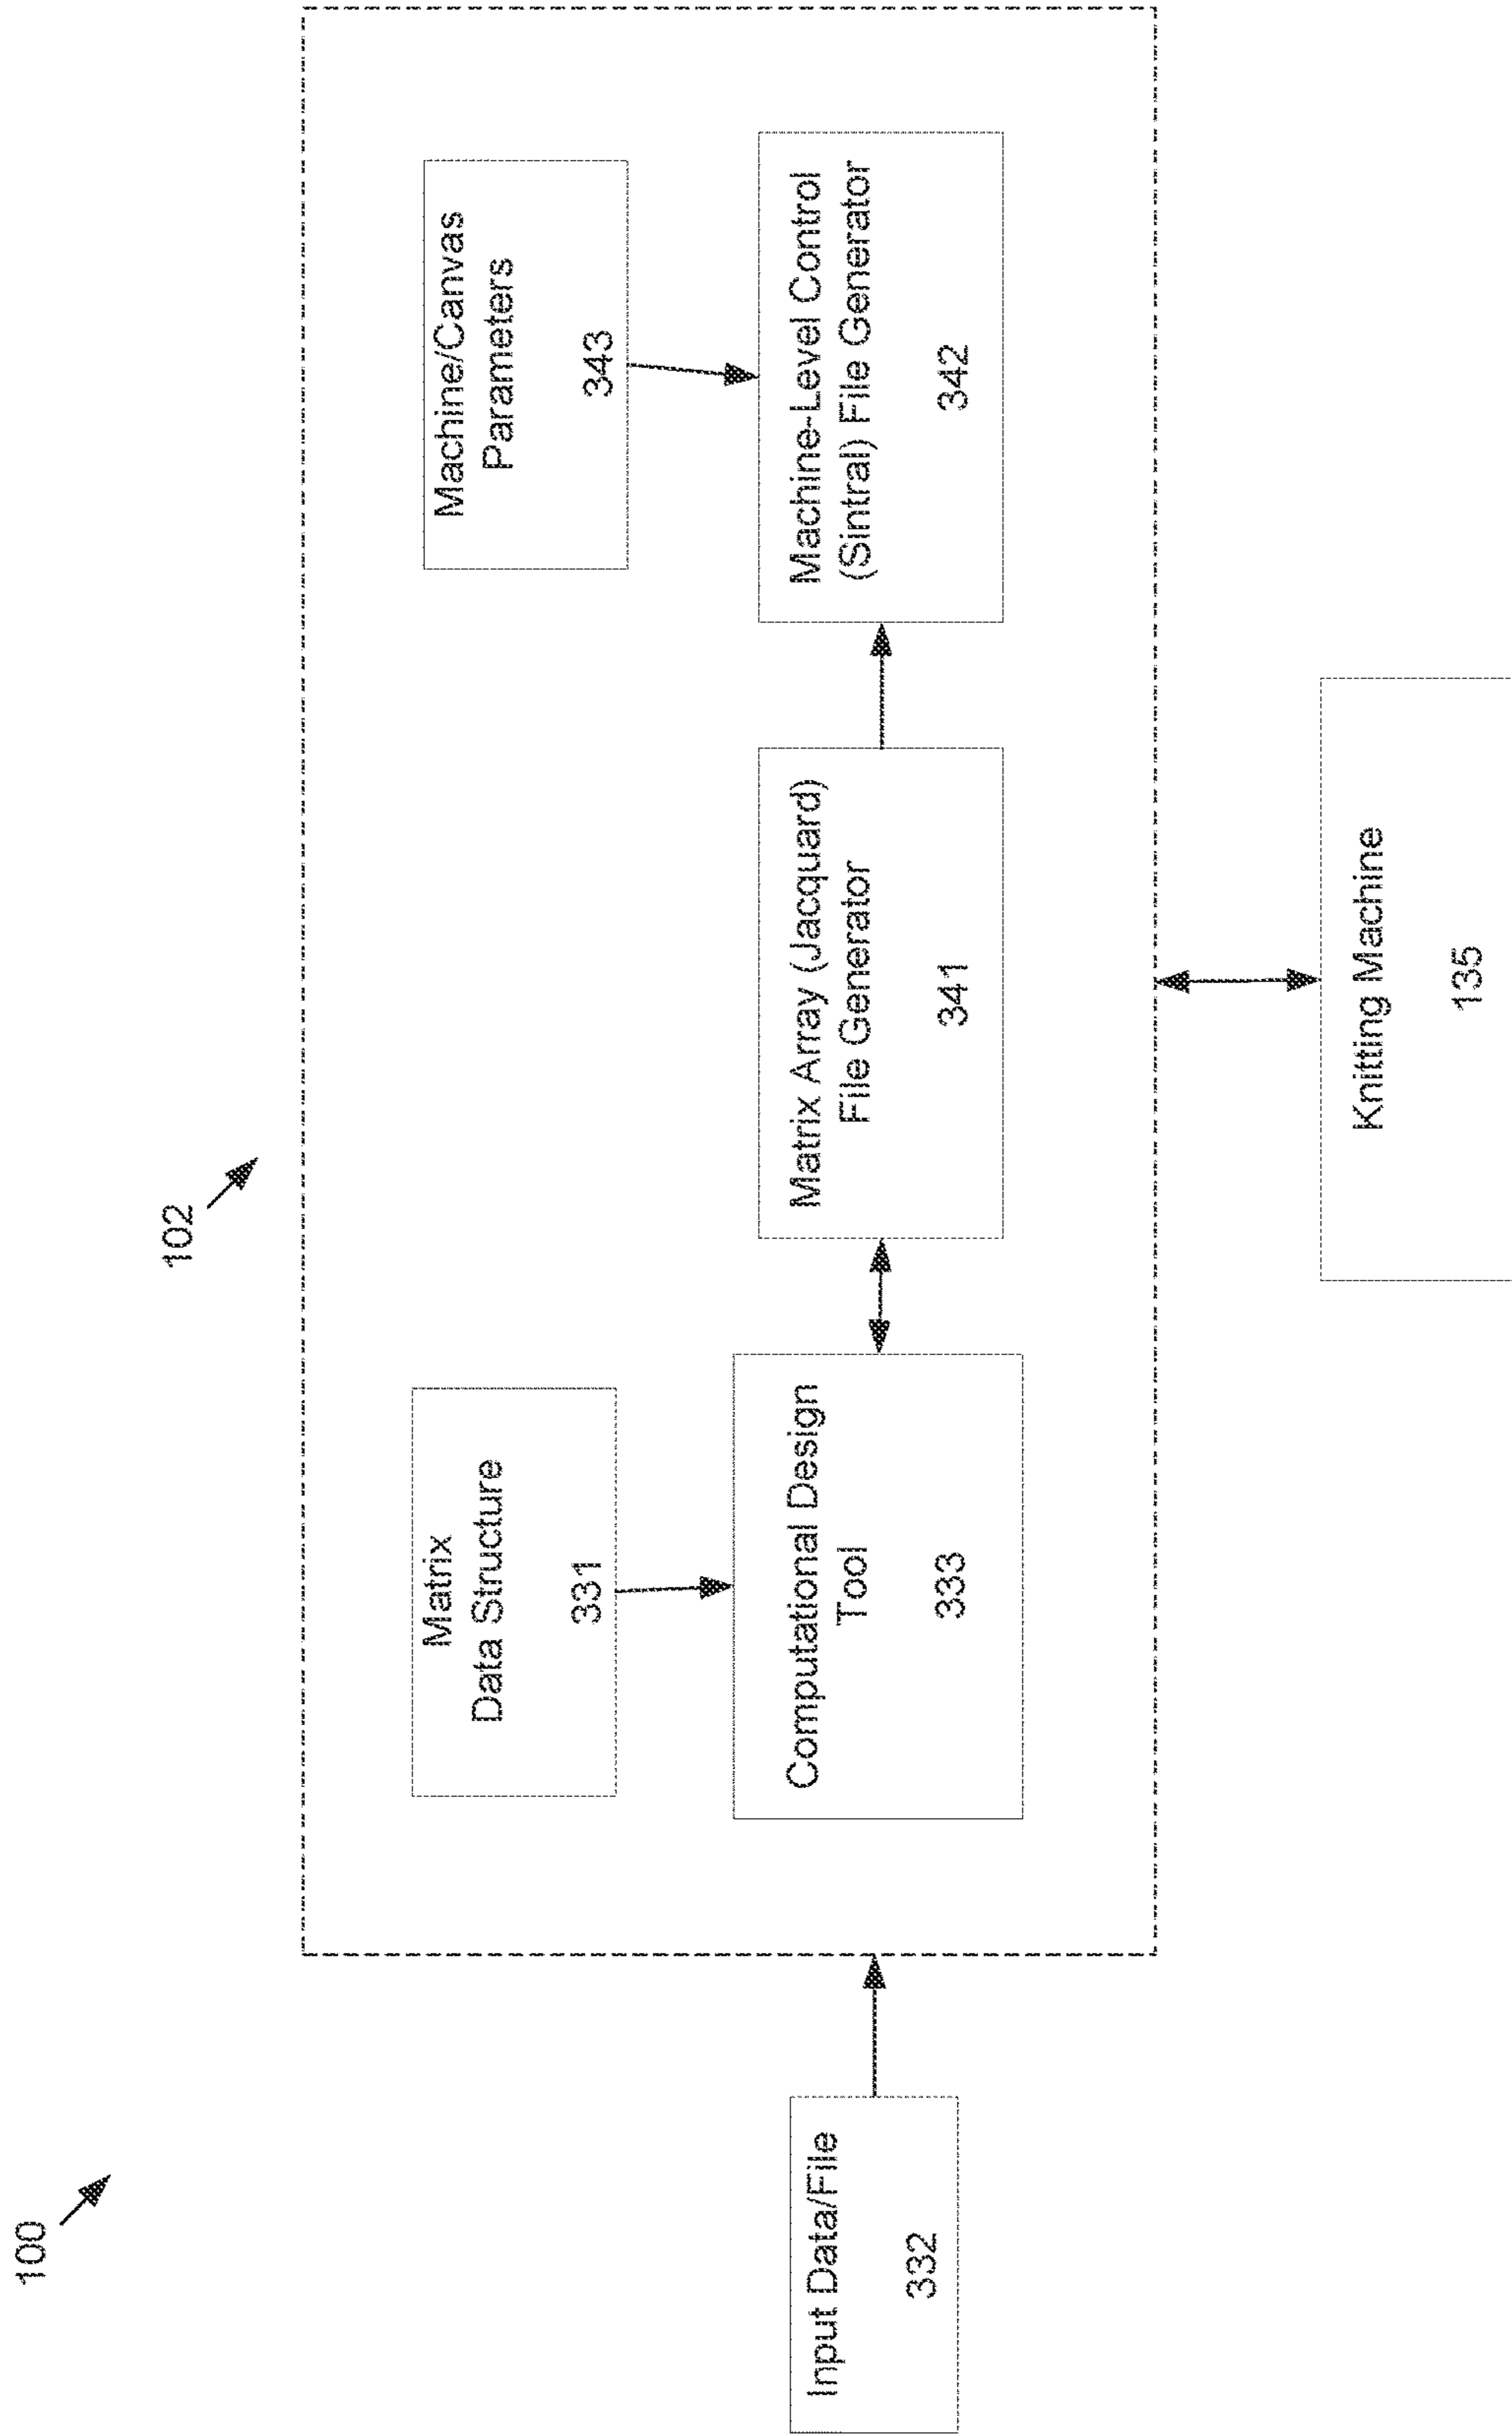 100
102
Input Data/File
332
Matrix
Data Structure
331
Computational Design
Tool
333
Matrix Array (Jacquard)
File Generator
341
Machine/Canvas
Parameters
343
Machine-Level Control
(Sintral) File Generator
342
Knitting Machine
135